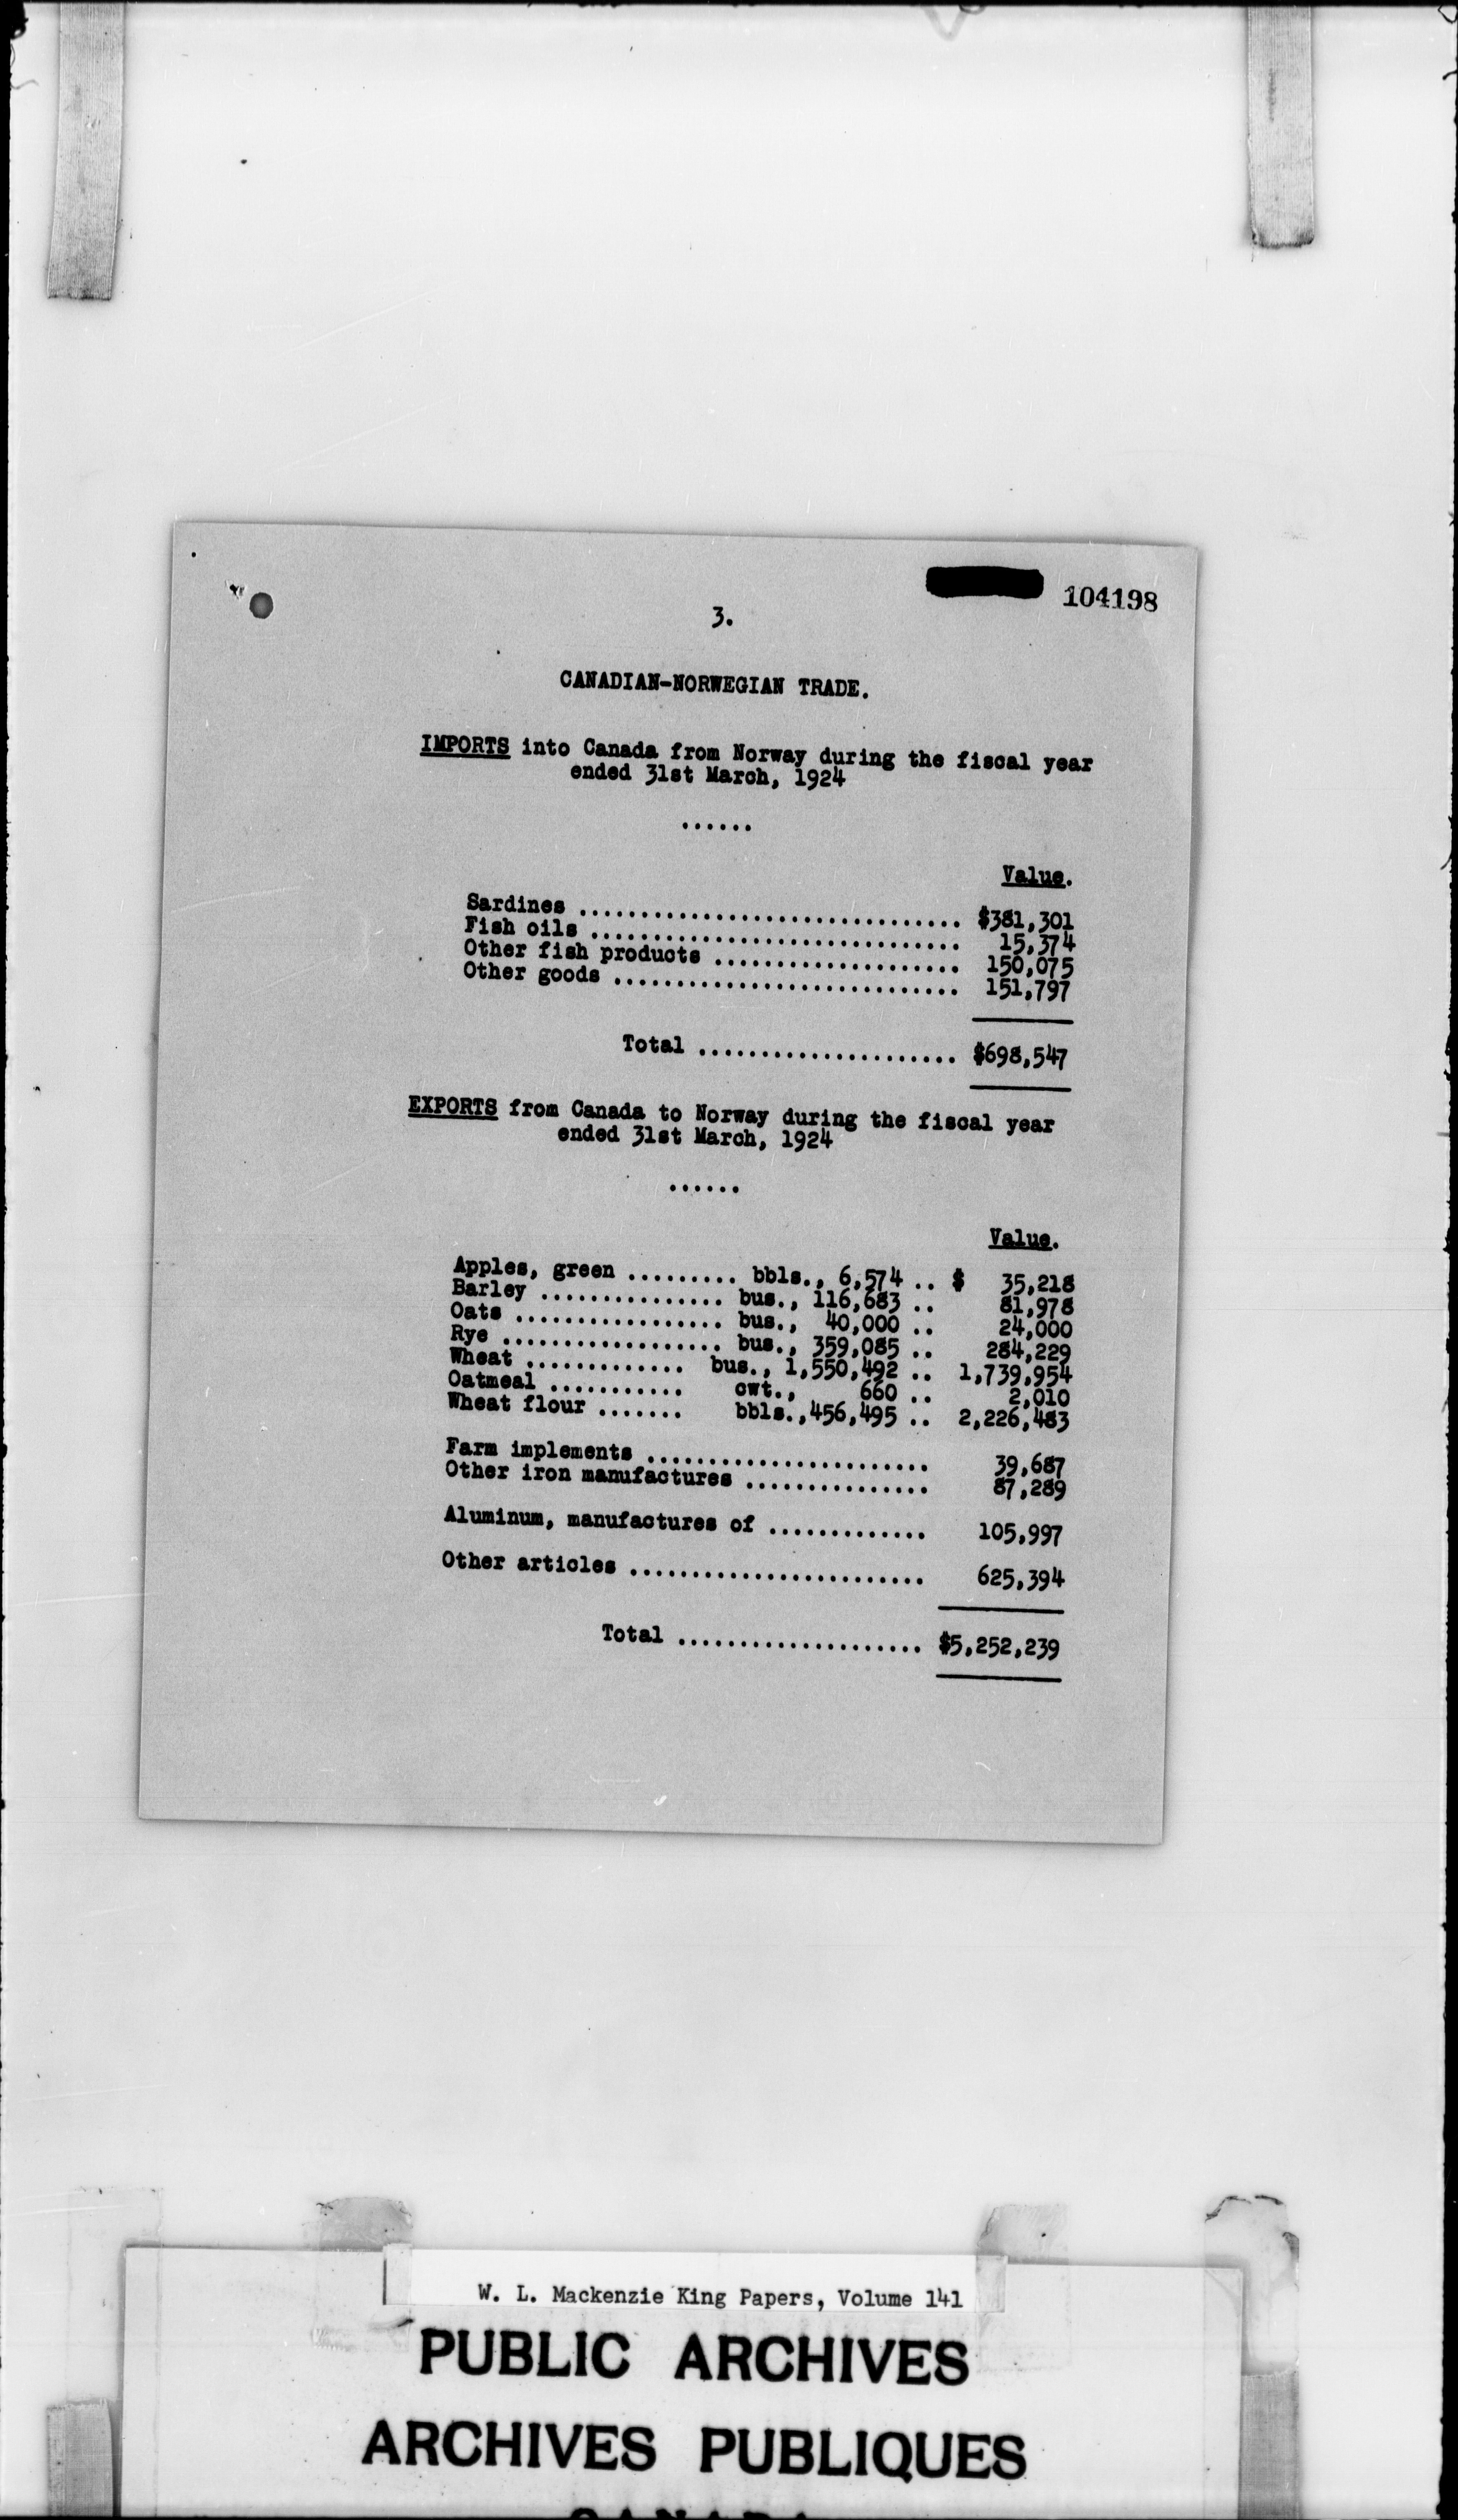 104198
3.
CANADIAN-NORWEGIAN TRADE.
IMPORTS into Canada from Norway during the fiscal year
ended 31st March, 1924
......
Value.
Sardines ............................... $381,301
Fish oils .............................. 15,374
Other fish products .................... 150,075
Other goods ............................ 151,797
Total ..................... $698,547
EXPORTS from Canada to Norway during the fiscal year
ended 31st March, 1924
......
Value.
Apples, green ......... bbls., 6,574 .. $ 35,218
Barley ............... bus., 116,683 .. 81,978
Oats ................. bus., 40,000 .. 24,000
Rye .................. bus., 359,085 .. 284,229
Wheat ............. bus., 1,550,492 .. 1,739,954
Oatmeal ........... cwt., 660 .. 2,010
Wheat flour ....... bbls.,456,495 .. 2,226,483
Farm implements ....................... 39,687
Other iron manufactures ............... 87,289
Aluminum, manufactures of ............. 105,997
Other articles ........................ 625,394
Total .................... $5,252,239
W. L. Mackenzie King Papers, Volume 141
PUBLIC ARCHIVES
ARCHIVES PUBLIQUES